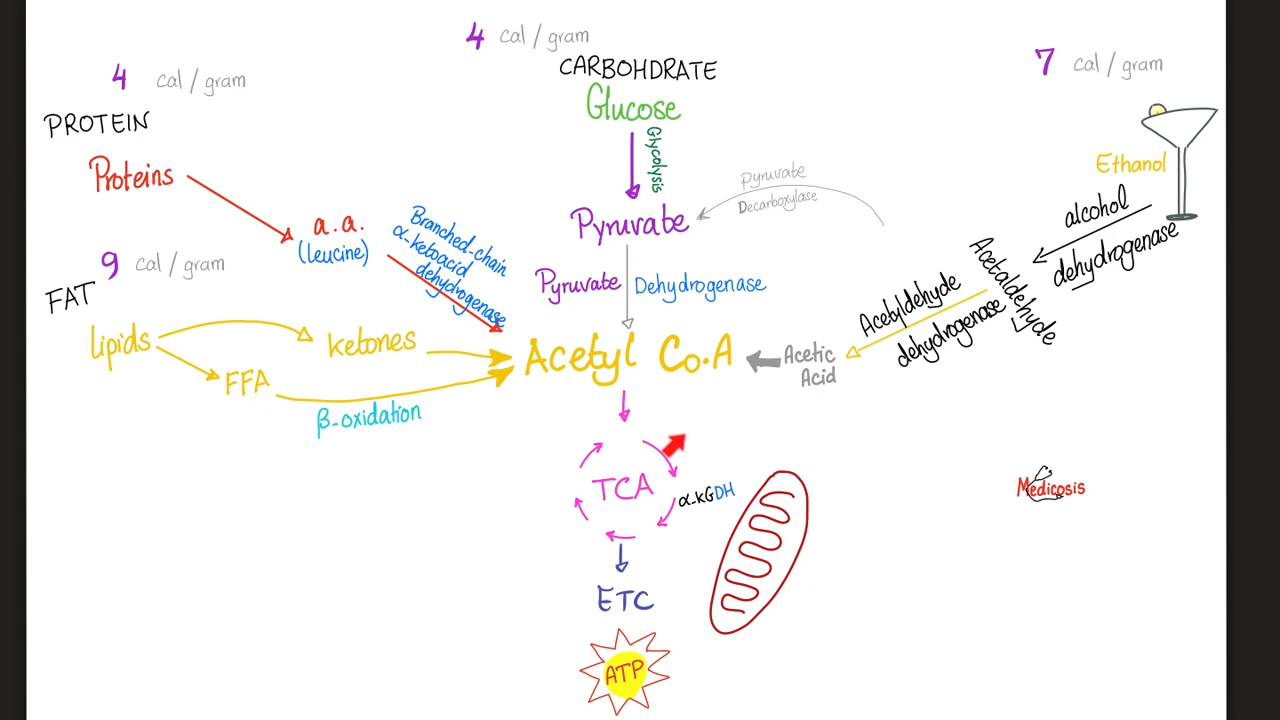 4 cal / gram
CARBOHDRATE
Glucose
Glycolysis
Pyruvate
Pyruvate
Decarboxylase
Pyruvate Dehydrogenase
4 cal / gram
PROTEIN
Proteins
a.a.
(leucine)
Branched-chain
α-ketoacid
dehydrogenase
9 cal / gram
FAT
lipids
ketones
FFA
β-oxidation
Acetyl Co.A
7 cal / gram
Ethanol
alcohol
dehydrogenase
Acetaldehyde
Acetyldehyde
dehydrogenase
Acetic
Acid
TCA
α-kGDH
ETC
ATP
Medicosis